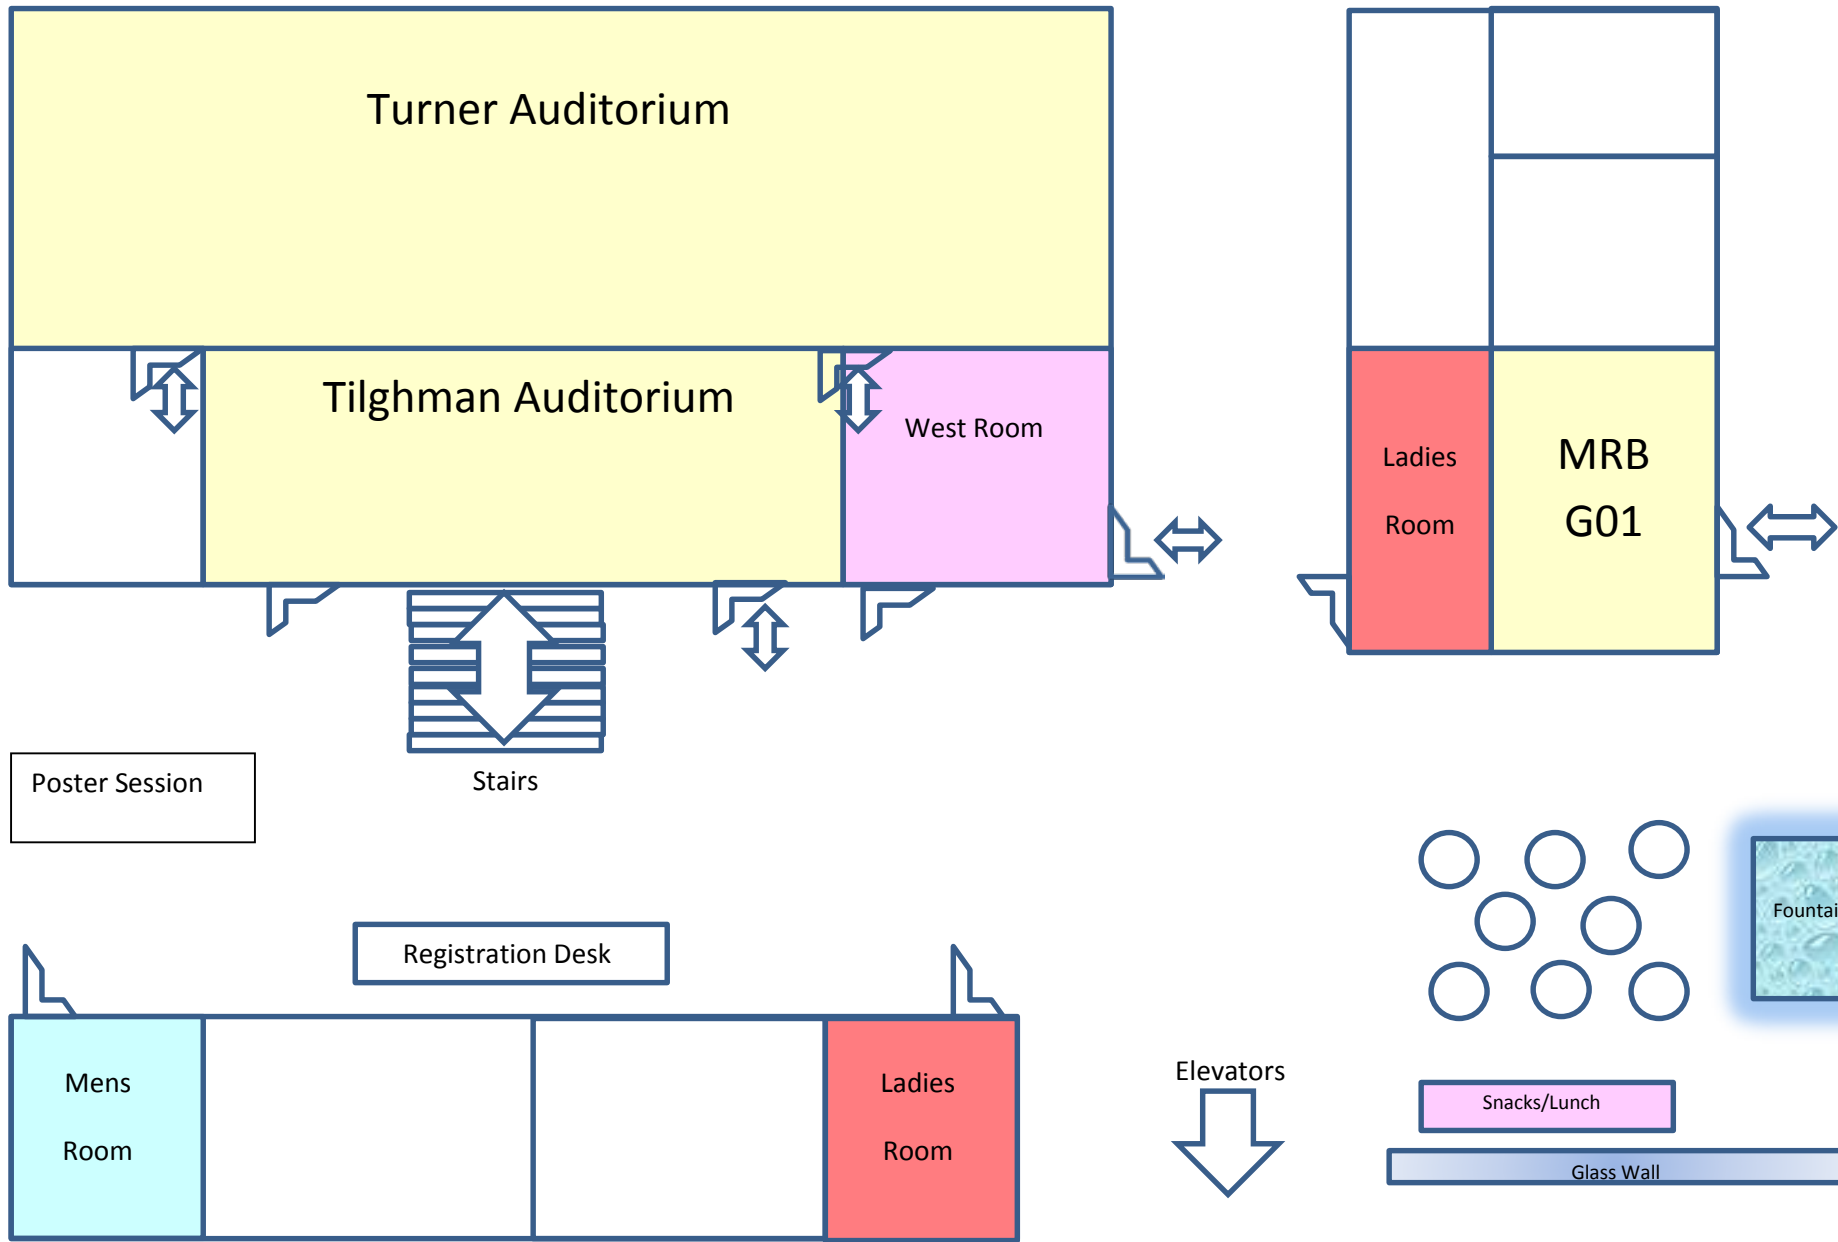 Turner Auditorium
Tilghman Auditorium
West Room
Ladies
Room
MRB
G01
Stairs
Poster Session
Registration Desk
Fountai
Mens
Room
Ladies
Room
Elevators
Snacks/Lunch
Glass Wall